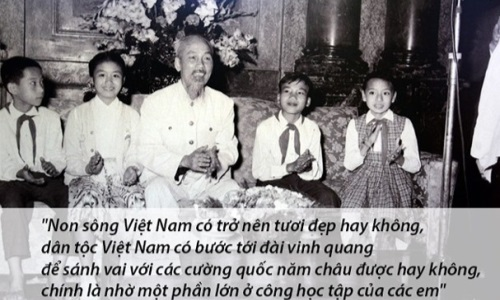 "Non sông Việt Nam có trở nên tươi đẹp hay không,
dân tộc Việt Nam có bước tới đài vinh quang
để sánh vai với các cường quốc năm châu được hay không,
chính là nhờ một phần lớn ở công học tập của các em"